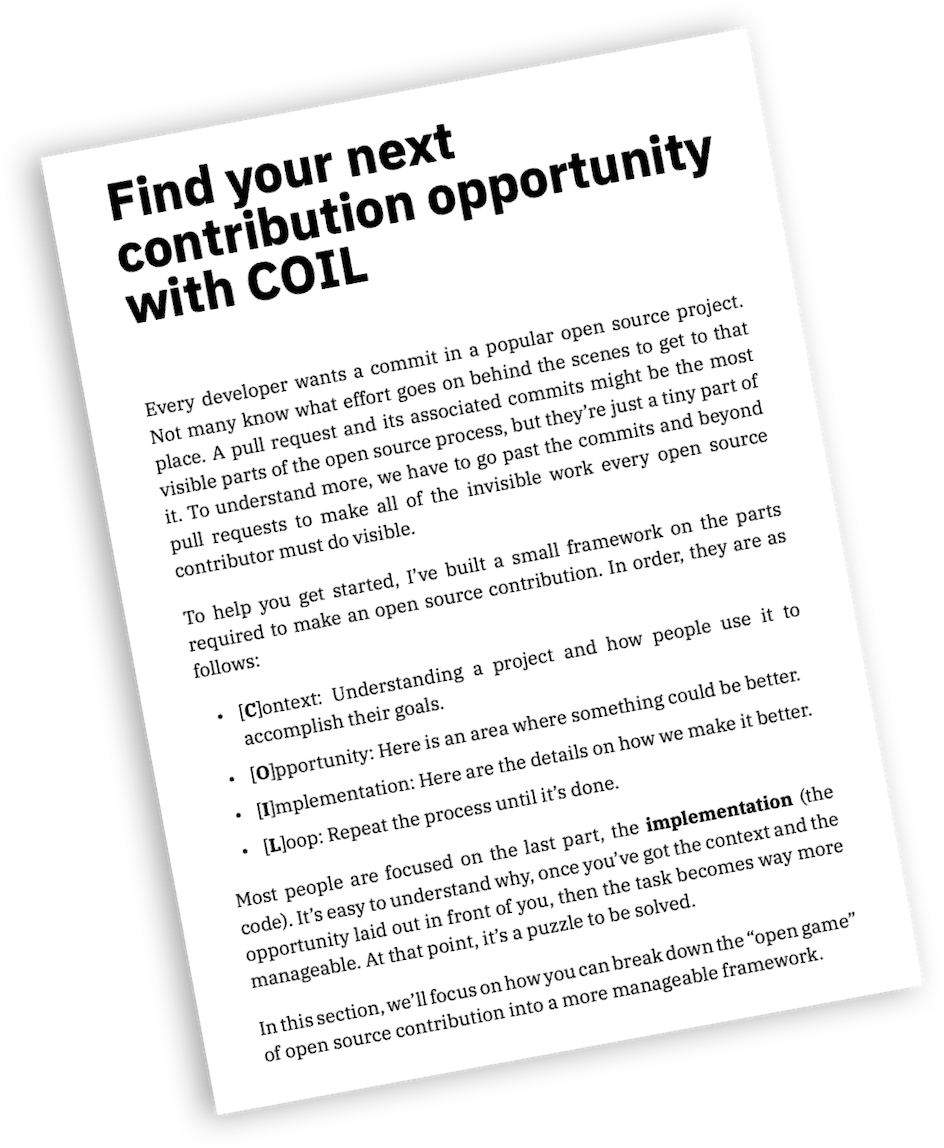 Find your next
contribution opportunity
with COIL
Every developer wants a commit in a popular open source project.
Not many know what effort goes on behind the scenes to get to that
place. A pull request and its associated commits might be the most
visible parts of the open source process, but they’re just a tiny part of
it. To understand more, we have to go past the commits and beyond
pull requests to make all of the invisible work every open source
contributor must do visible.
To help you get started, I’ve built a small framework on the parts
required to make an open source contribution. In order, they are as
follows:
• [C]ontext: Understanding a project and how people use it to
accomplish their goals.
• [O]pportunity: Here is an area where something could be better.
• [I]mplementation: Here are the details on how we make it better.
• [L]oop: Repeat the process until it’s done.
Most people are focused on the last part, the implementation (the
code). It’s easy to understand why, once you’ve got the context and the
opportunity laid out in front of you, then the task becomes way more
manageable. At that point, it’s a puzzle to be solved.
In this section, we’ll focus on how you can break down the “open game”
of open source contribution into a more manageable framework.